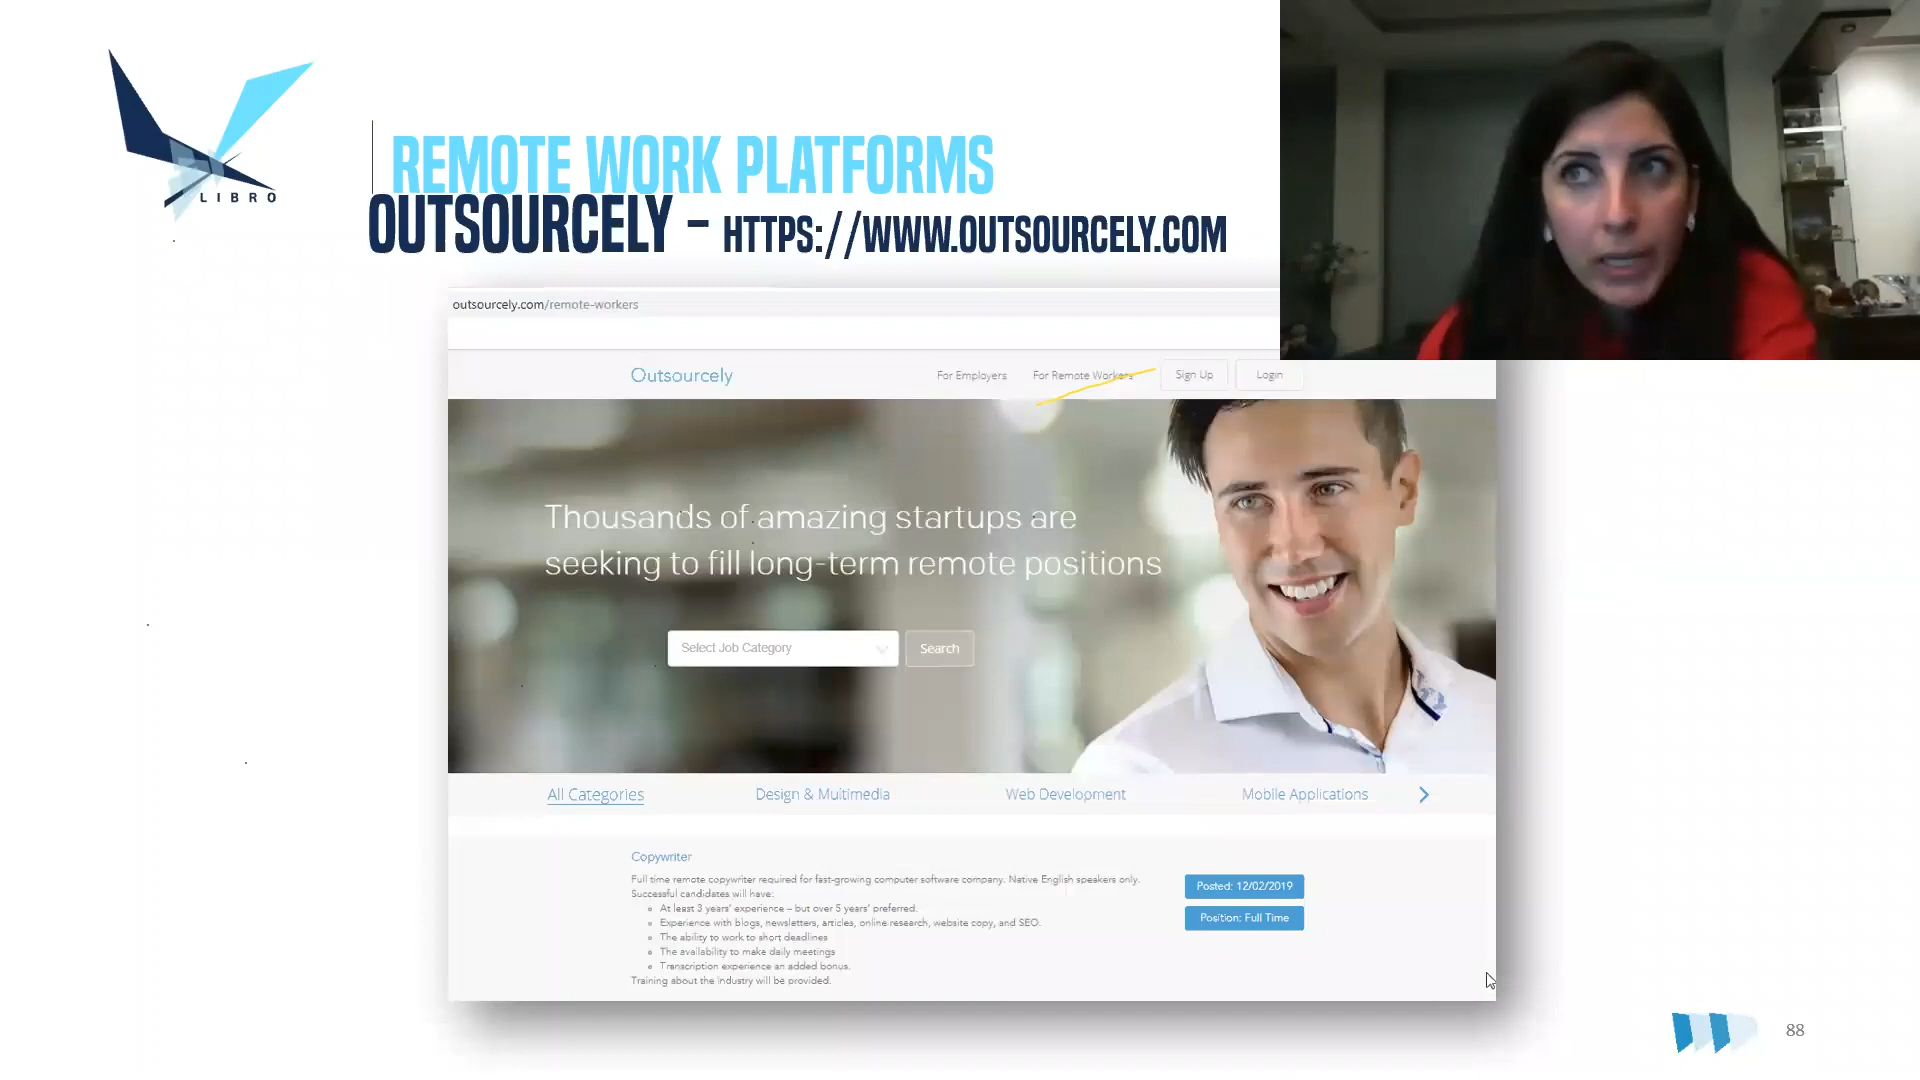 LIBRO
REMOTE WORK PLATFORMS
OUTSOURCELY – HTTPS://WWW.OUTSOURCELY.COM
outsourcely.com/remote-workers
Outsourcely
For Employers
For Remote Workers
Sign Up
Login
Thousands of amazing startups are
seeking to fill long-term remote positions
Select Job Category
Search
All Categories
Design & Multimedia
Web Development
Mobile Applications
Copywriter
Full time remote copywriter required for fast-growing computer software company. Native English speakers only.
Successful candidates will have:
At least 3 years' experience – but over 5 years' preferred.
Experience with blogs, newsletters, articles, online research, website copy, and SEO.
The ability to work to short deadlines
The availability to make daily meetings
Transcription experience an added bonus.
Training about the industry will be provided.
Posted: 12/02/2019
Position: Full Time
88